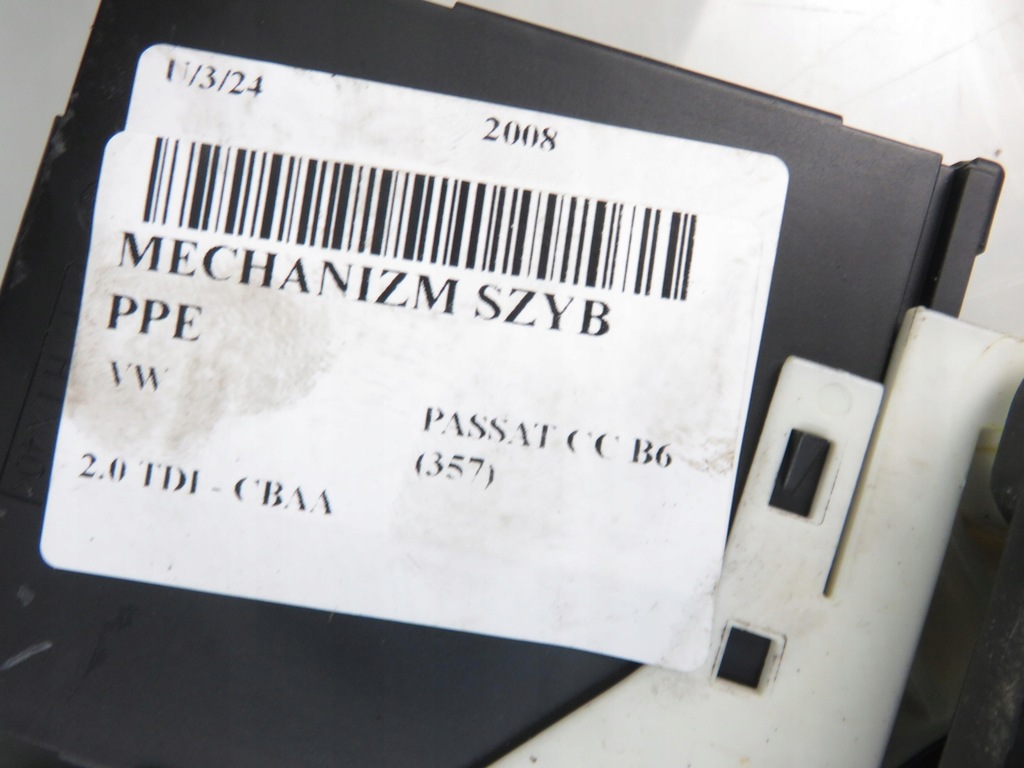 U/3/24
2008
MECHANIZM SZYB
PPE
VW
PASSAT CC B6
(357)
2.0 TDI - CBAA